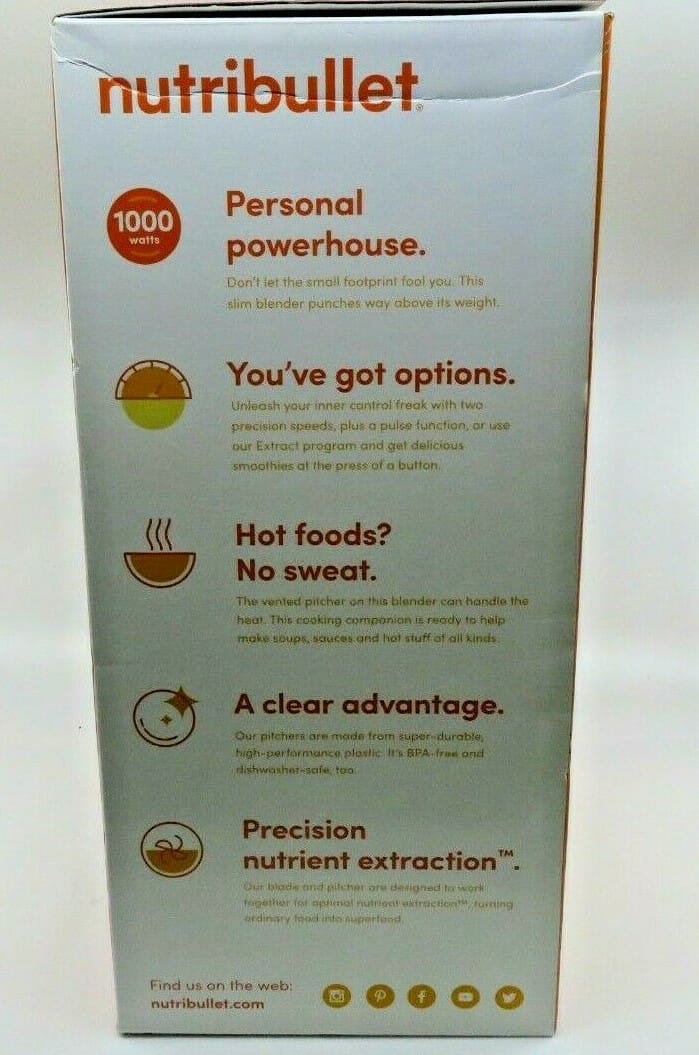 nutribullet®
1000
watts
Personal
powerhouse.
Don't let the small footprint fool you. This
slim blender punches way above its weight.
You've got options.
Unleash your inner control freak with two
precision speeds, plus a pulse function, or use
our Extract program and get delicious
smoothies at the press of a button.
Hot foods?
No sweat.
The vented pitcher on this blender can handle the
heat. This cooking companion is ready to help
make soups, sauces and hot stuff of all kinds.
A clear advantage.
Our pitchers are made from super-durable,
high-performance plastic. It's BPA-free and
dishwasher-safe, too.
Precision
nutrient extraction™.
Our blade and pitcher are designed to work
together for optimal nutrient extraction™, turning
ordinary food into superfood.
Find us on the web:
nutribullet.com